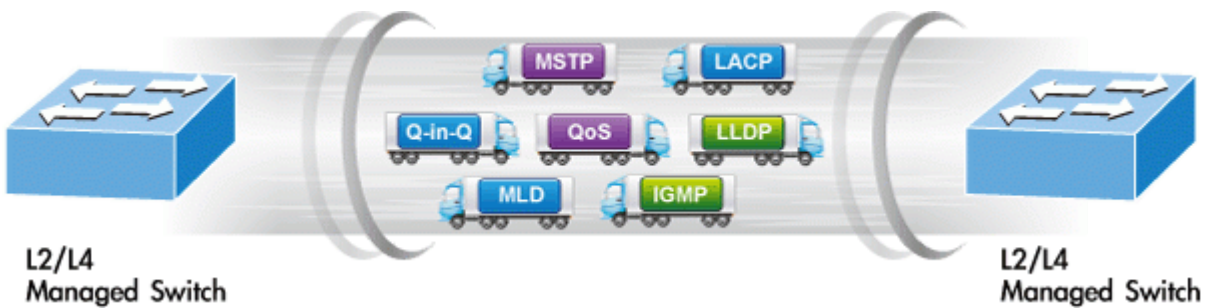 MSTP
LACP
Q-in-Q
QoS
LLDP
MLD
IGMP
L2/L4
Managed Switch
L2/L4
Managed Switch